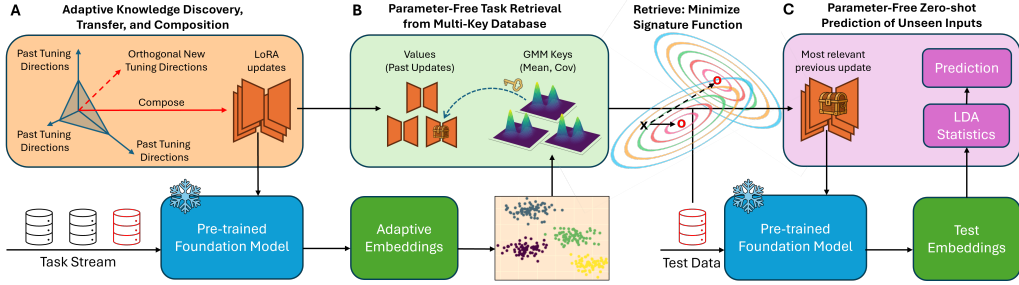 A
Adaptive Knowledge Discovery,
Transfer, and Composition
Past Tuning
Directions
Orthogonal New
Tuning Directions
LoRA
updates
Compose
Past Tuning
Directions
Past Tuning
Directions
Task Stream
Pre-trained
Foundation Model
B
Parameter-Free Task Retrieval
from Multi-Key Database
Values
(Past Updates)
GMM Keys
(Mean, Cov)
Adaptive
Embeddings
Retrieve: Minimize
Signature Function
X
O
O
Test Data
C
Parameter-Free Zero-shot
Prediction of Unseen Inputs
Most relevant
previous update
Prediction
LDA
Statistics
Pre-trained
Foundation Model
Test
Embeddings